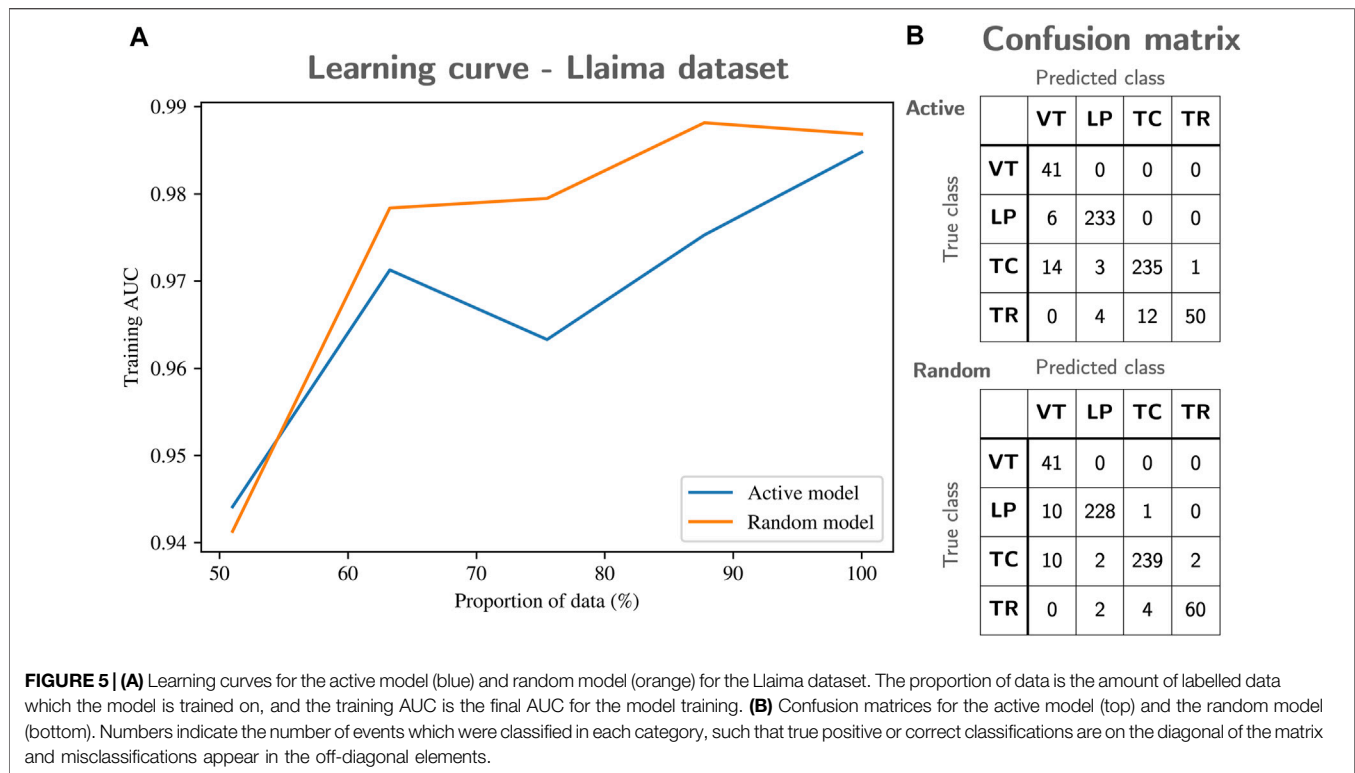 A
Learning curve - Llaima dataset
Training AUC
0.99
0.98
0.97
0.96
0.95
0.94
50 60 70 80 90 100
Proportion of data (%)
Active model
Random model
B
Confusion matrix
Predicted class
Active
True class
VT LP TC TR
VT 41 0 0 0
LP 6 233 0 0
TC 14 3 235 1
TR 0 4 12 50
Predicted class
Random
True class
VT LP TC TR
VT 41 0 0 0
LP 10 228 1 0
TC 10 2 239 2
TR 0 2 4 60
FIGURE 5 | (A) Learning curves for the active model (blue) and random model (orange) for the Llaima dataset. The proportion of data is the amount of labelled data
which the model is trained on, and the training AUC is the final AUC for the model training. (B) Confusion matrices for the active model (top) and the random model
(bottom). Numbers indicate the number of events which were classified in each category, such that true positive or correct classifications are on the diagonal of the matrix
and misclassifications appear in the off-diagonal elements.